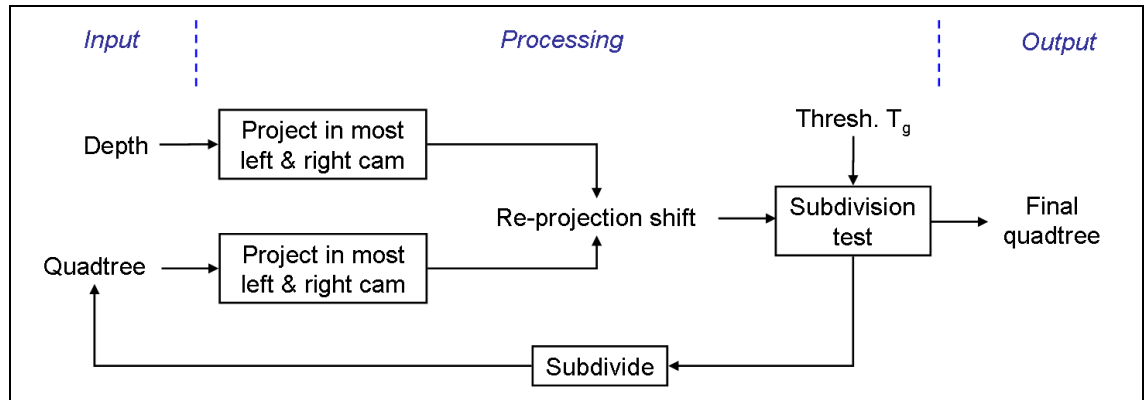 Input
Processing
Output
Thresh. Tg
Depth
Project in most
left & right cam
Re-projection shift
Subdivision
test
Final
quadtree
Quadtree
Project in most
left & right cam
Subdivide